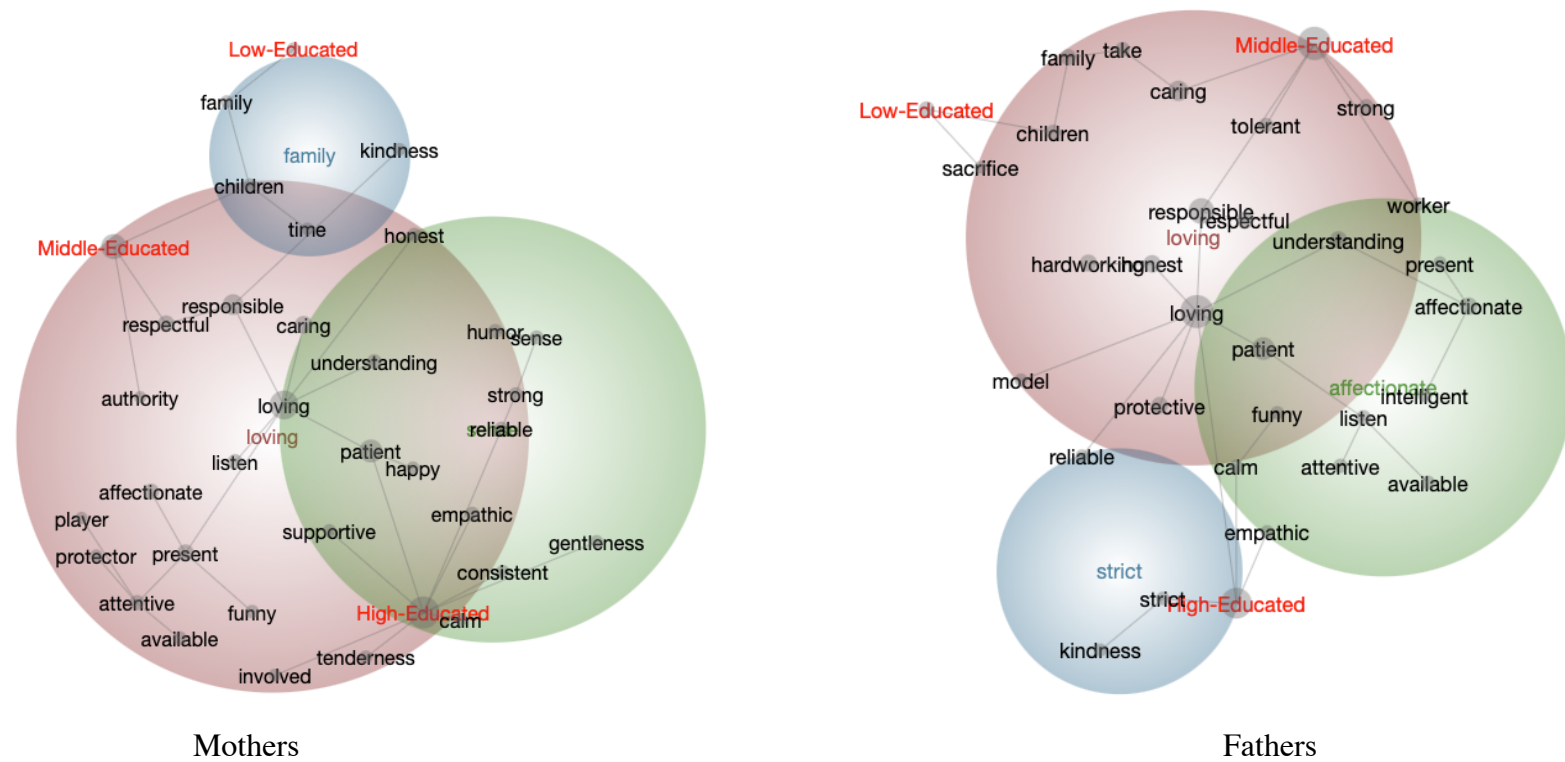 Low-Educated
family
family
kindness
children
time
honest
Middle-Educated
responsible
respectful
caring
humor
sense
understanding
authority
strong
loving
loving
reliable
patient
listen
happy
affectionate
player
empathic
supportive
protector
present
gentleness
consistent
attentive
funny
High-Educated
calm
available
tenderness
involved
Mothers
Middle-Educated
family
take
caring
strong
Low-Educated
children
tolerant
sacrifice
responsible
respectful
worker
loving
understanding
hardworking
honest
present
affectionate
loving
patient
model
affectionate
intelligent
protective
funny
listen
reliable
calm
attentive
available
empathic
strict
strict
High-Educated
kindness
Fathers